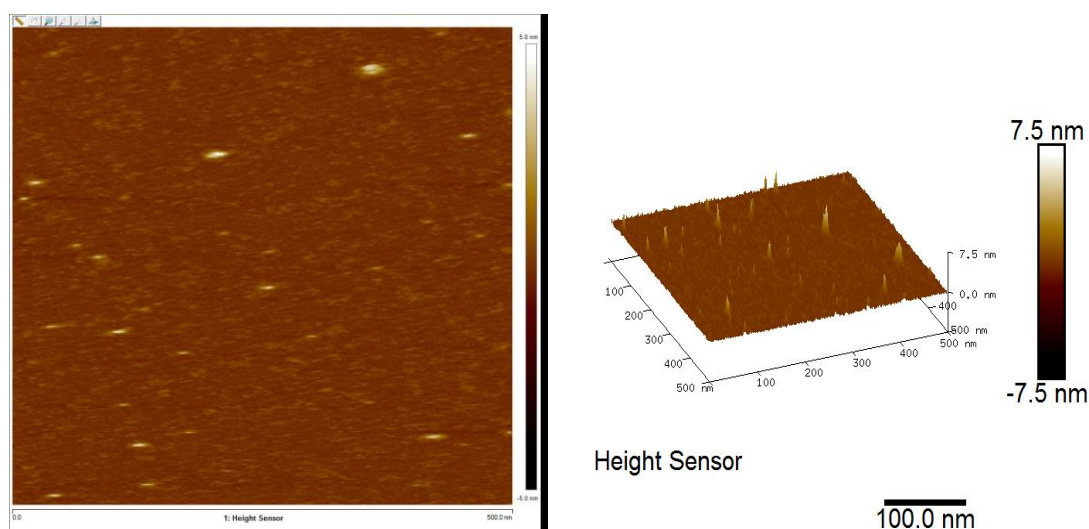 5.0 nm
-5.0 nm
0.0
1: Height Sensor
500.0 nm
7.5 nm
-7.5 nm
7.5 nm
0.0 nm
400
500 nm
500 nm
400
300
200
100
100
200
300
400
500 nm
Height Sensor
100.0 nm